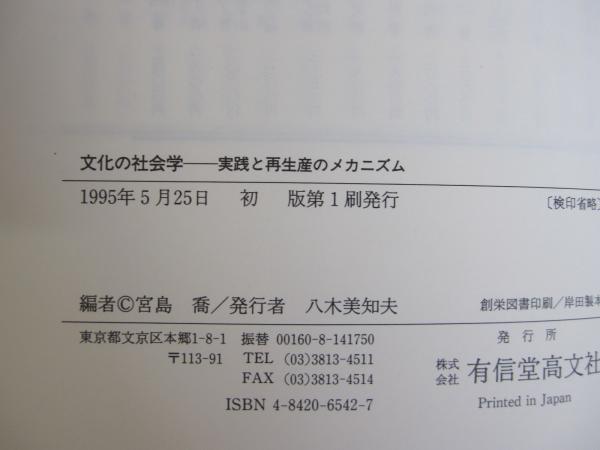 文化の社会学――実践と再生産のメカニズム
1995年5月25日　初　版第1刷発行　〔検印省略〕
編者©宮島　喬／発行者　八木美知夫　創栄図書印刷／岸田製本
東京都文京区本郷1-8-1　振替　00160-8-141750
〒113-91　TEL　(03)3813-4511
FAX　(03)3813-4514
ISBN 4-8420-6542-7
発行所
株式会社 有信堂高文社
Printed in Japan